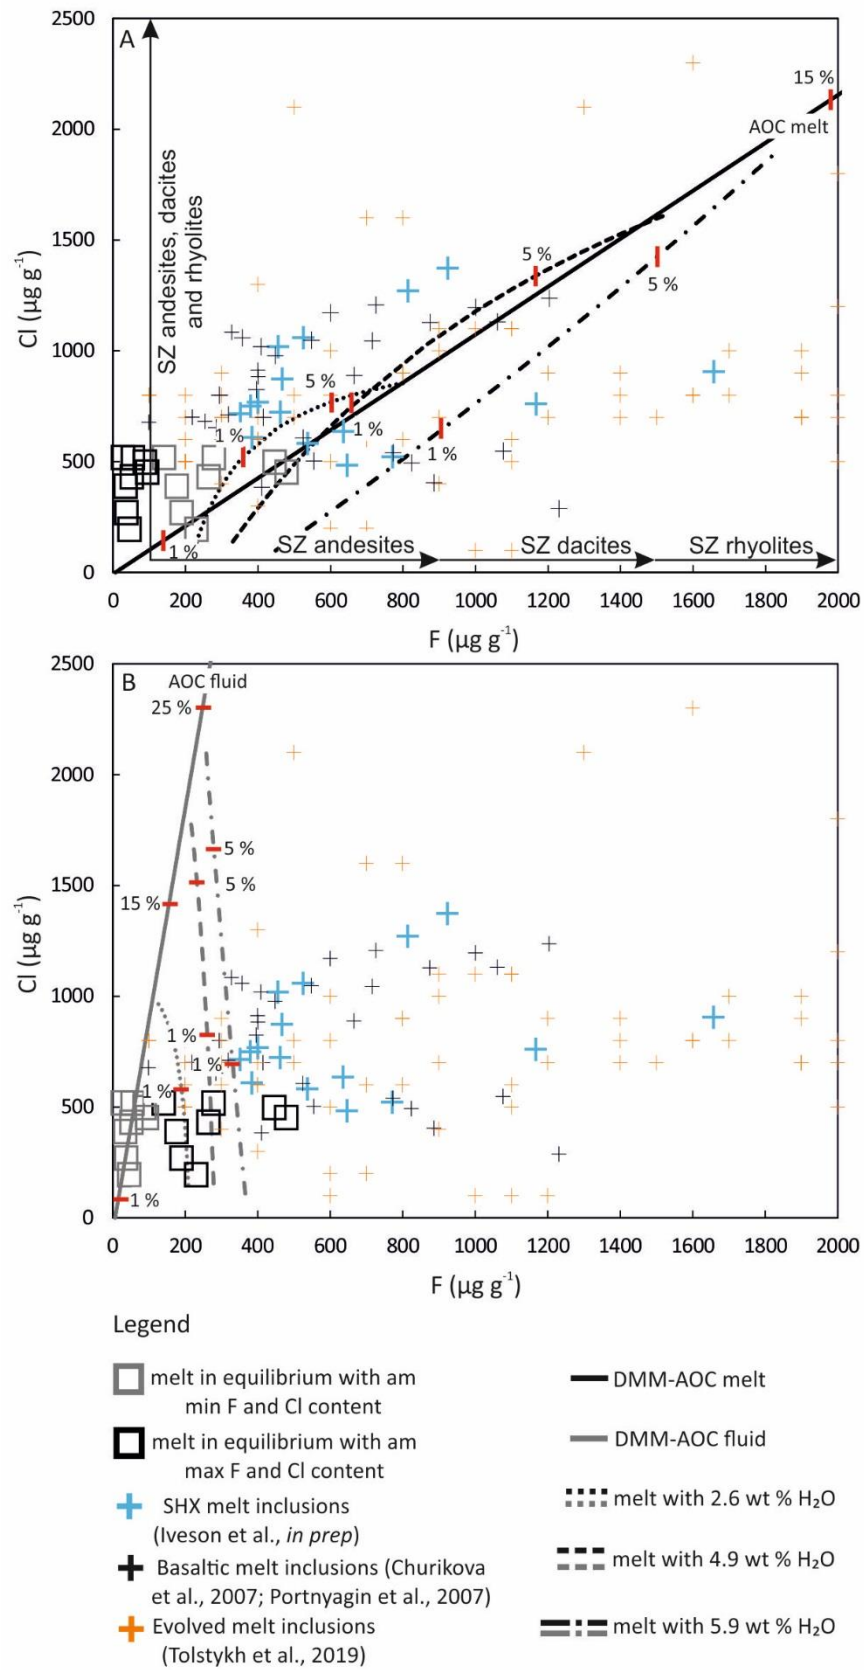 A
2500
2000
1500
1000
500
0
Cl (µg g⁻¹)
SZ andesites, dacites
and rhyolites
15 %
AOC melt
5 %
5 %
5 %
1 %
1 %
1 %
1 %
SZ andesites
SZ dacites
SZ rhyolites
0 200 400 600 800 1000 1200 1400 1600 1800 2000
F (µg g⁻¹)
B
2500
2000
1500
1000
500
0
Cl (µg g⁻¹)
AOC fluid
25 %
5 %
5 %
15 %
1 %
1 %
1 %
1 %
0 200 400 600 800 1000 1200 1400 1600 1800 2000
F (µg g⁻¹)
Legend
melt in equilibrium with am
min F and Cl content
melt in equilibrium with am
max F and Cl content
SHX melt inclusions
(Iveson et al., in prep)
Basaltic melt inclusions (Churikova
et al., 2007; Portnyagin et al., 2007)
Evolved melt inclusions
(Tolstykh et al., 2019)
DMM-AOC melt
DMM-AOC fluid
melt with 2.6 wt % H₂O
melt with 4.9 wt % H₂O
melt with 5.9 wt % H₂O